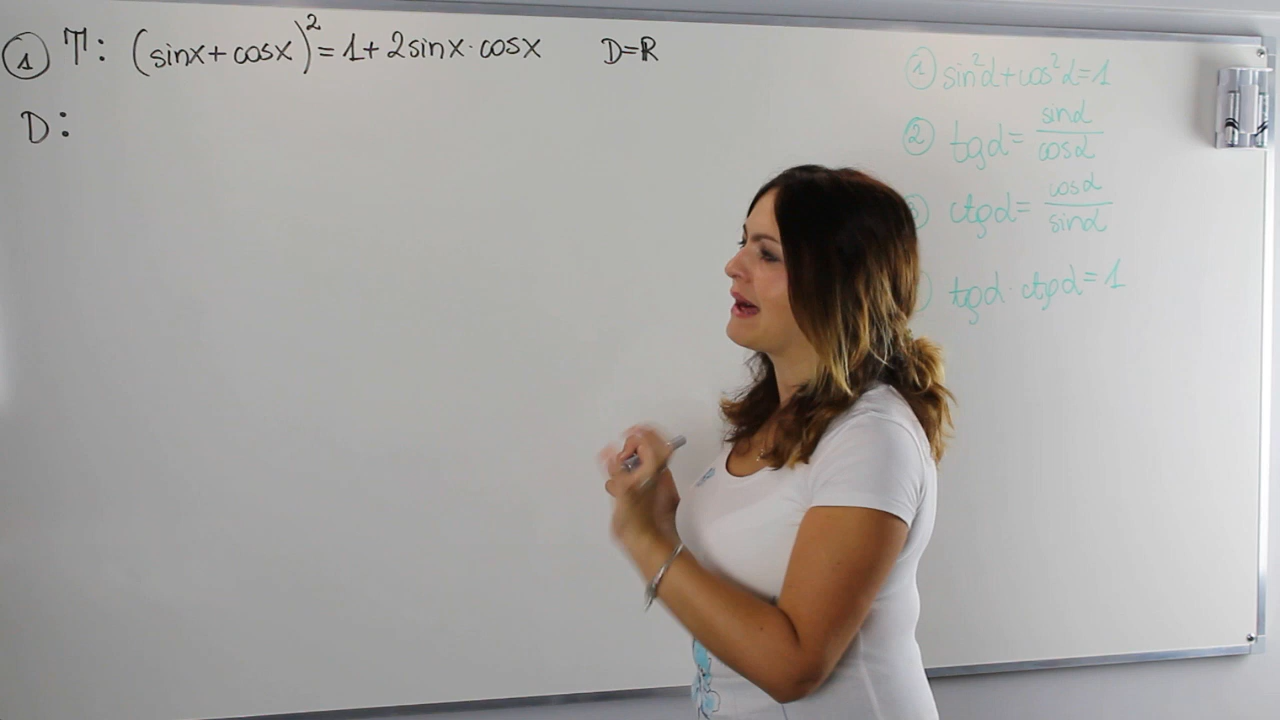 ① T: (sinx + cosx)² = 1 + 2sinx · cosx D=ℝ
D:
① sin²α + cos²α = 1
② tgα = sinα/cosα
③ ctgα = cosα/sinα
tgα · ctgα = 1